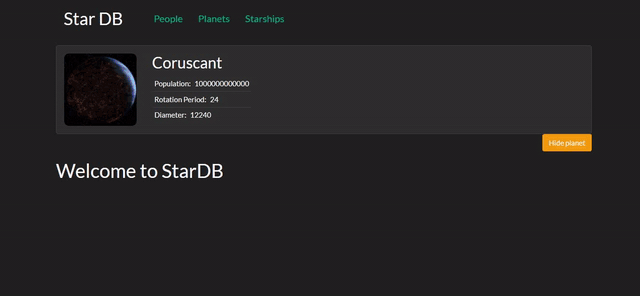 Star DB People Planets Starships
Coruscant
Population: 1000000000000
Rotation Period: 24
Diameter: 12240
Hide planet
Welcome to StarDB